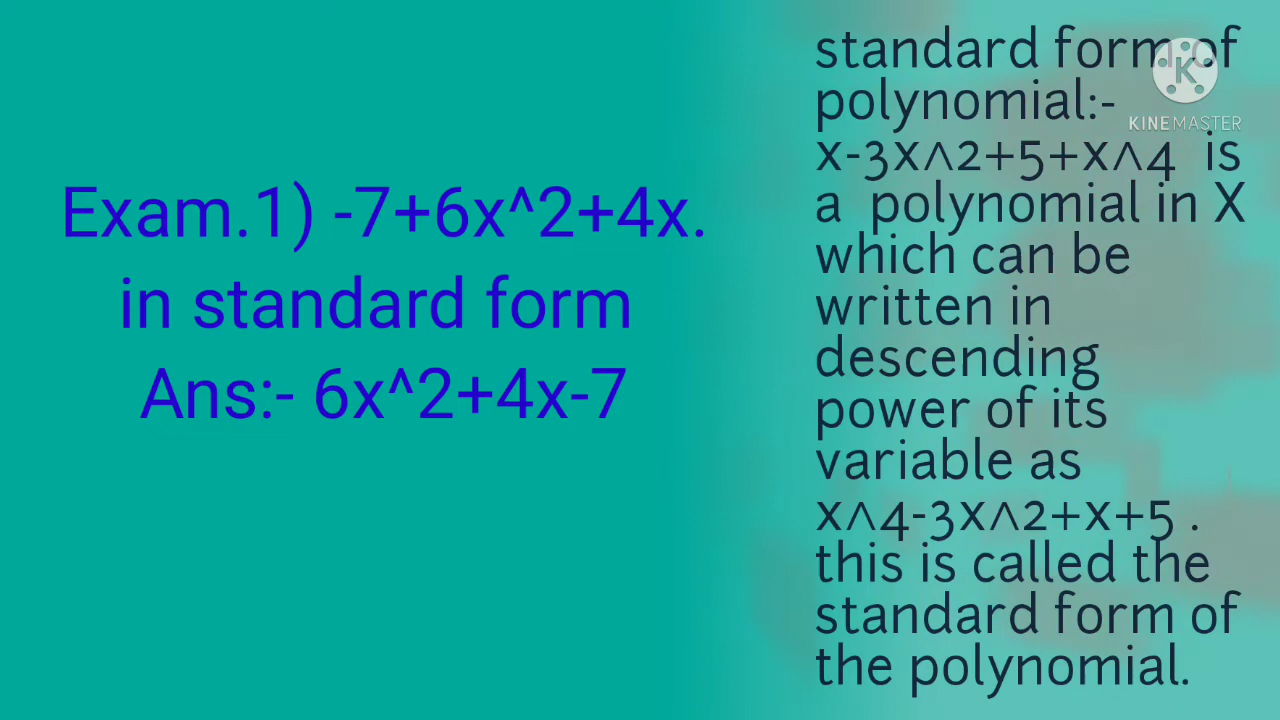 Exam.1) -7+6x^2+4x.
in standard form
Ans:- 6x^2+4x-7
standard form of
polynomial:-
x-3x^2+5+x^4 is
a polynomial in X
which can be
written in
descending
power of its
variable as
x^4-3x^2+x+5 .
this is called the
standard form of
the polynomial.
K
KINEMASTER